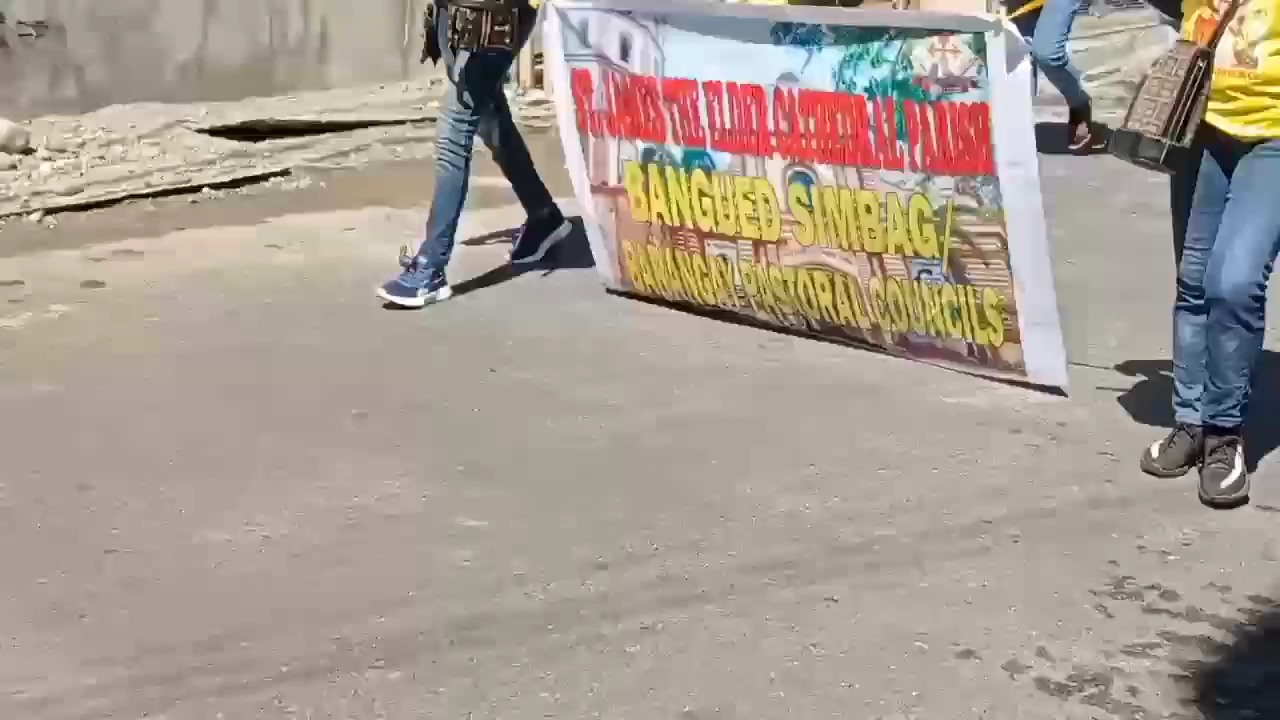 ST. JAMES THE ELDER CATHEDRAL PARISH
BANGUED SIMBAG /
BARANGAY PASTORAL COUNCILS